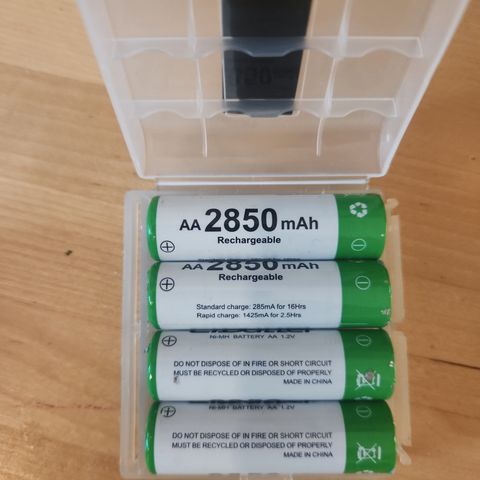 AA 2850 mAh
Rechargeable
AA 2850 mAh
Rechargeable
Standard charge: 285mA for 16Hrs
Rapid charge: 1425mA for 2.5Hrs
Ni-MH BATTERY AA 1.2V
DO NOT DISPOSE OF IN FIRE OR SHORT CIRCUIT
MUST BE RECYCLED OR DISPOSED OF PROPERLY
MADE IN CHINA
Ni-MH BATTERY AA 1.2V
DO NOT DISPOSE OF IN FIRE OR SHORT CIRCUIT
MUST BE RECYCLED OR DISPOSED OF PROPERLY
MADE IN CHINA